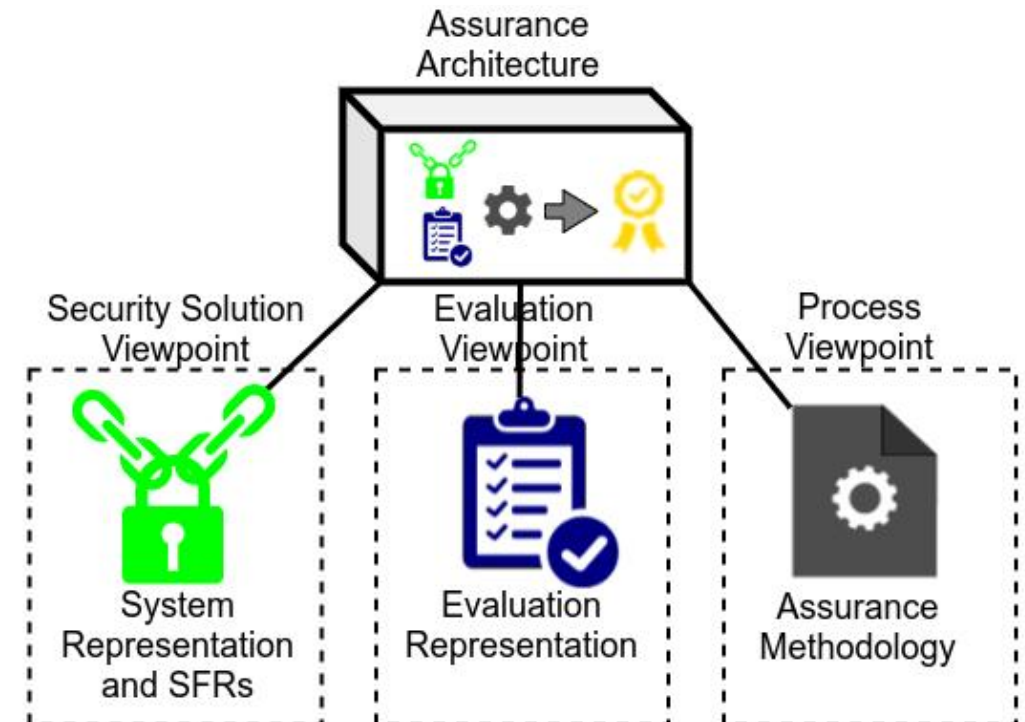 Assurance
Architecture
Security Solution
Viewpoint
Evaluation
Viewpoint
Process
Viewpoint
System
Representation
and SFRs
Evaluation
Representation
Assurance
Methodology